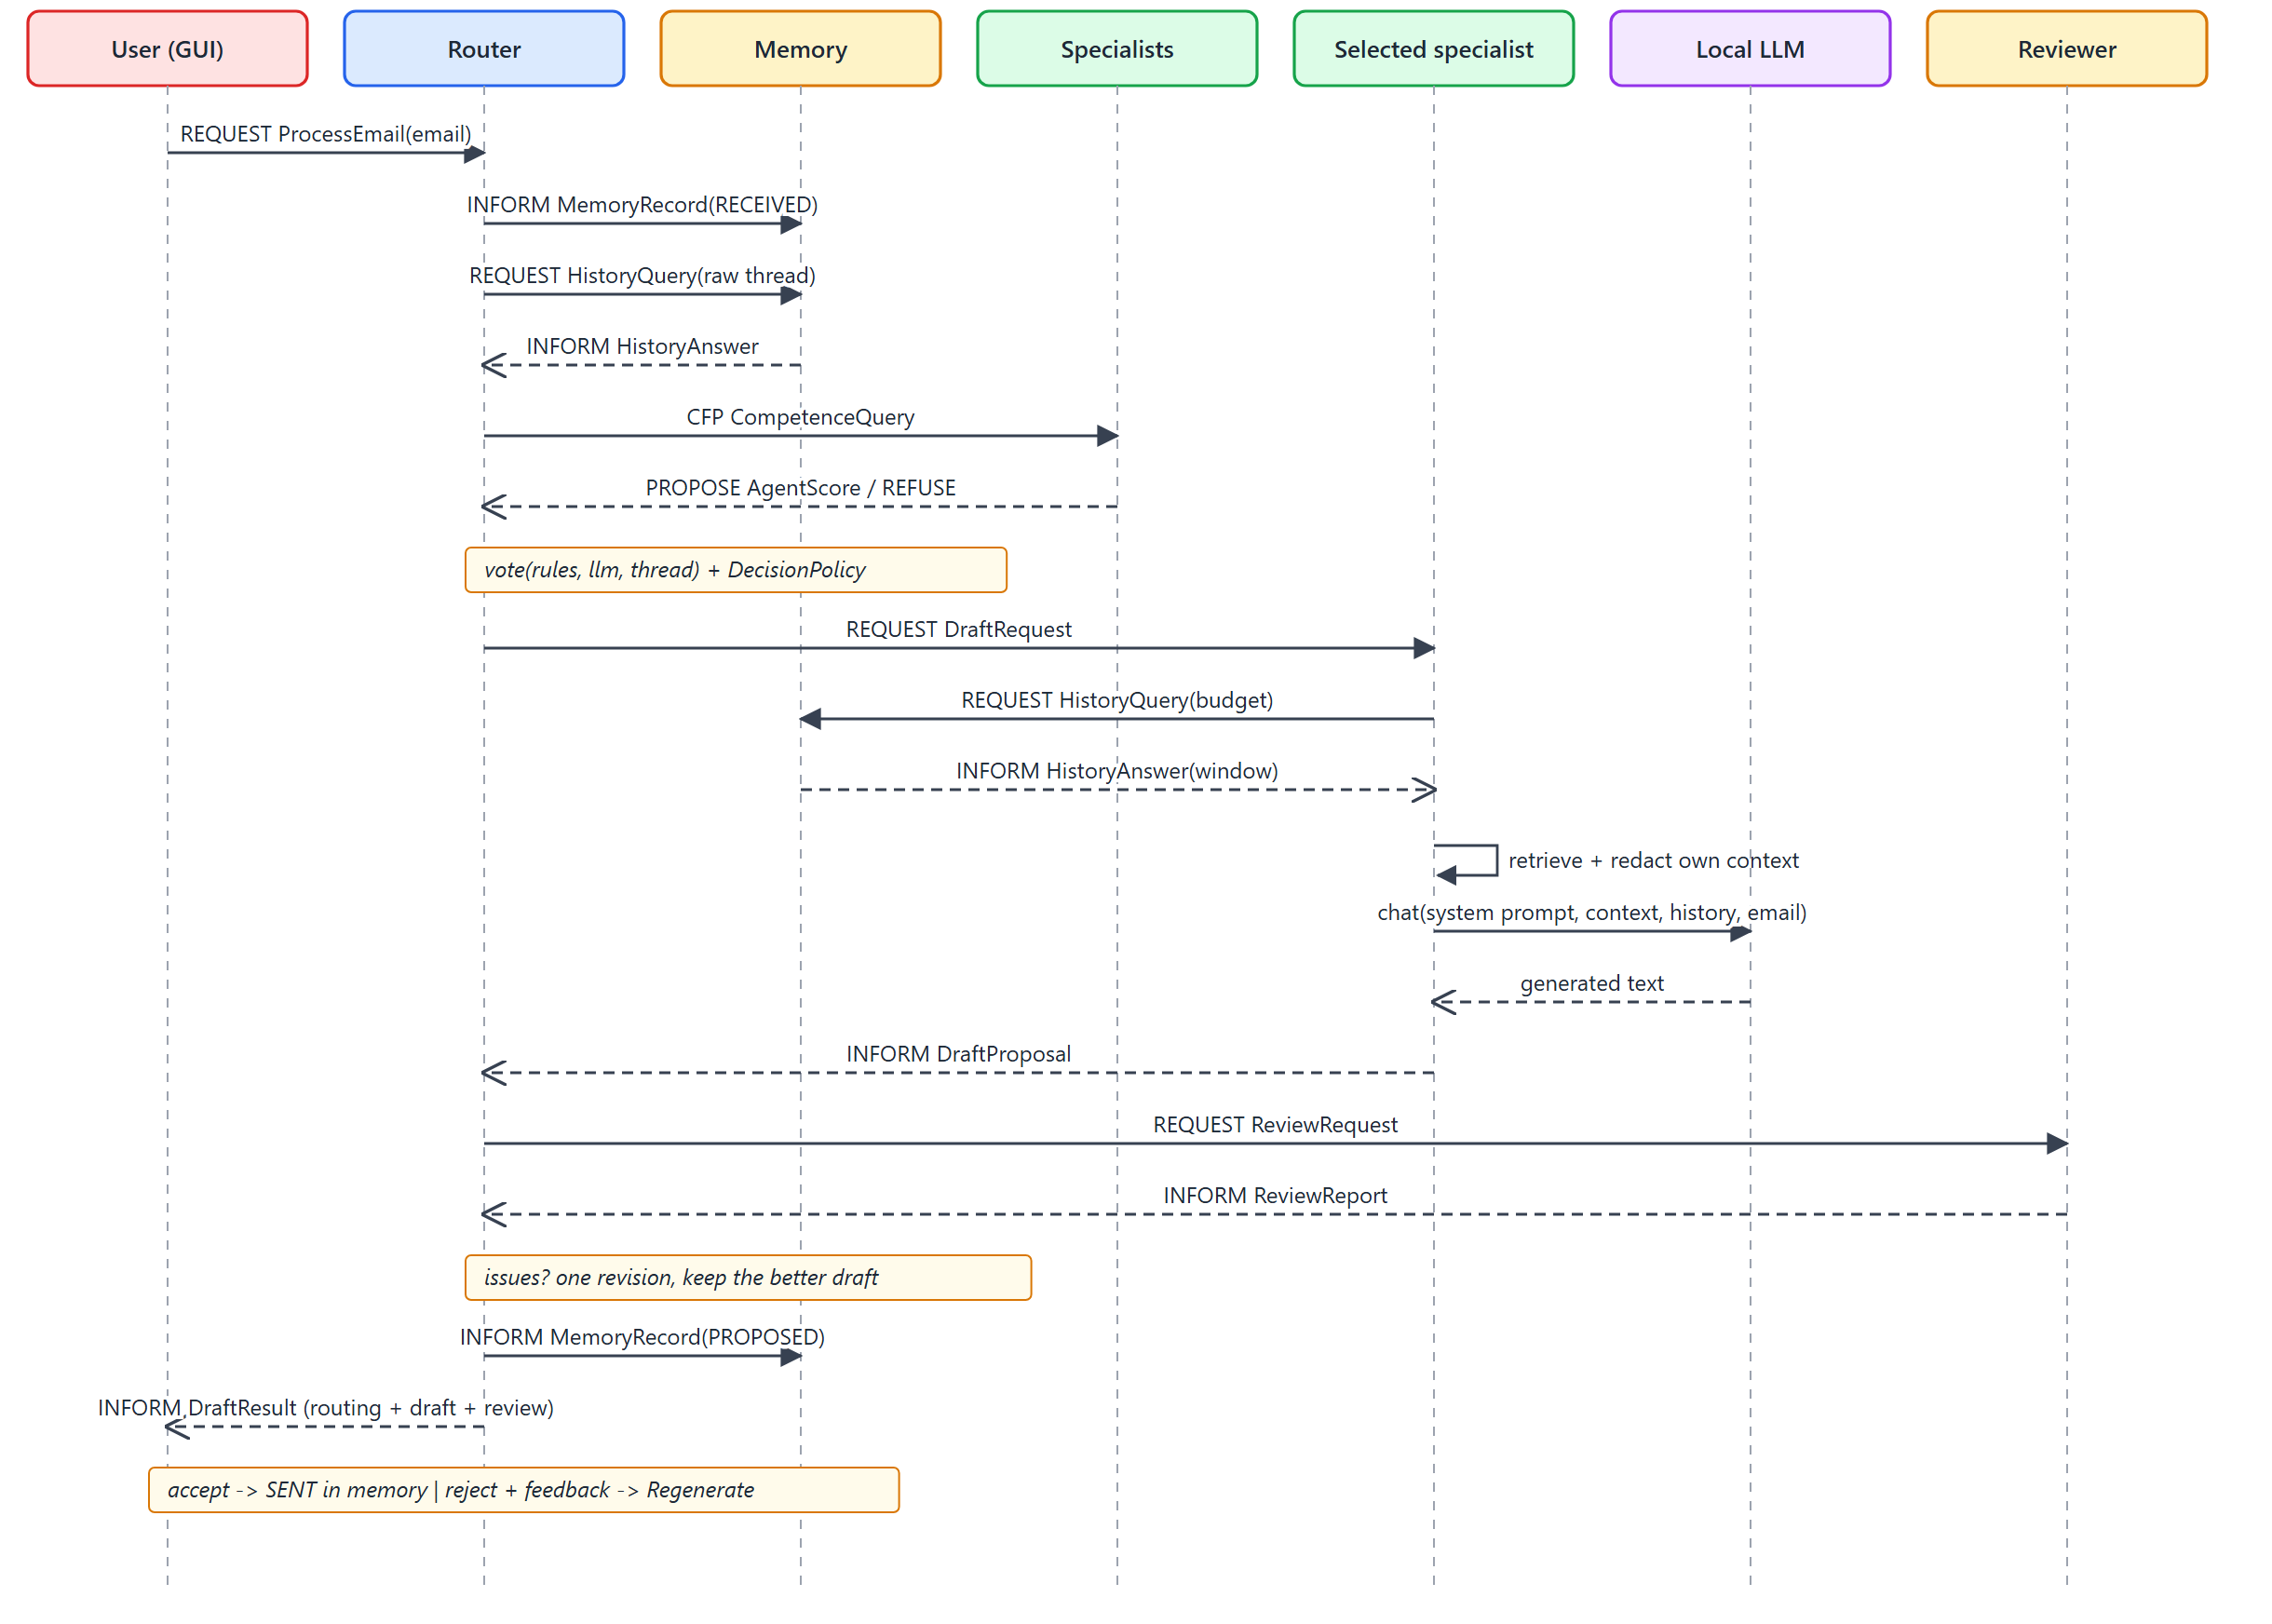 User (GUI)
Router
Memory
Specialists
Selected specialist
Local LLM
Reviewer
REQUEST ProcessEmail(email)
INFORM MemoryRecord(RECEIVED)
REQUEST HistoryQuery(raw thread)
INFORM HistoryAnswer
CFP CompetenceQuery
PROPOSE AgentScore / REFUSE
vote(rules, llm, thread) + DecisionPolicy
REQUEST DraftRequest
REQUEST HistoryQuery(budget)
INFORM HistoryAnswer(window)
retrieve + redact own context
chat(system prompt, context, history, email)
generated text
INFORM DraftProposal
REQUEST ReviewRequest
INFORM ReviewReport
issues? one revision, keep the better draft
INFORM MemoryRecord(PROPOSED)
INFORM DraftResult (routing + draft + review)
accept -> SENT in memory | reject + feedback -> Regenerate